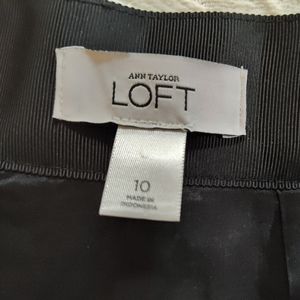 ANN TAYLOR
LOFT
10
MADE IN
INDONESIA